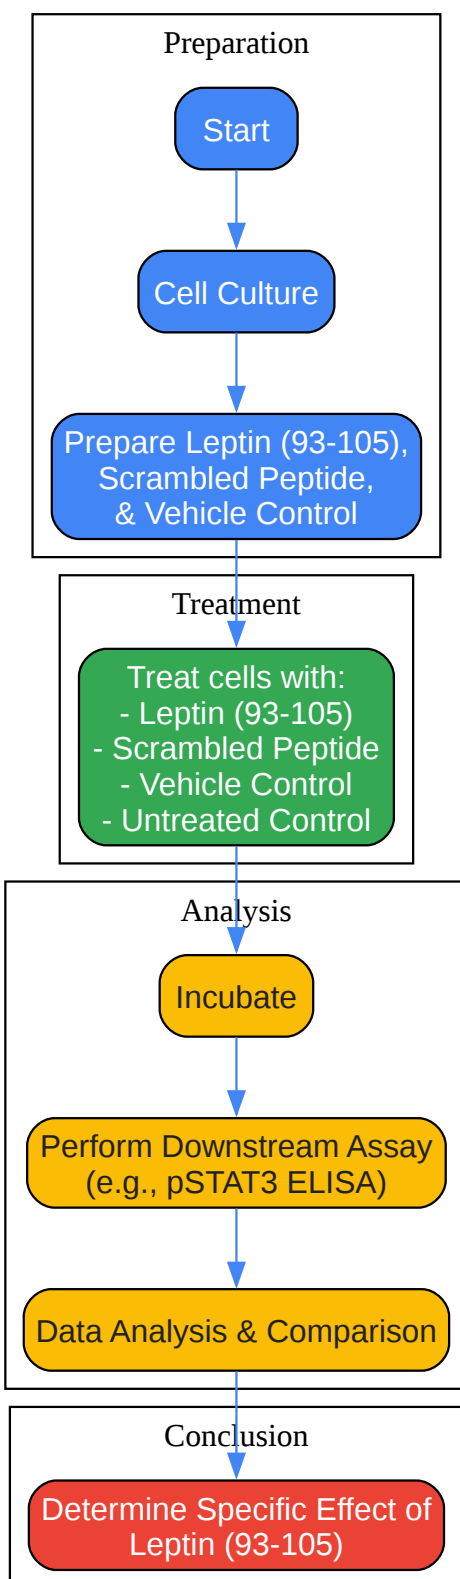 Preparation
Start
Cell Culture
Prepare Leptin (93-105),
Scrambled Peptide,
& Vehicle Control
Treatment
Treat cells with:
- Leptin (93-105)
- Scrambled Peptide
- Vehicle Control
- Untreated Control
Analysis
Incubate
Perform Downstream Assay
(e.g., pSTAT3 ELISA)
Data Analysis & Comparison
Conclusion
Determine Specific Effect of
Leptin (93-105)